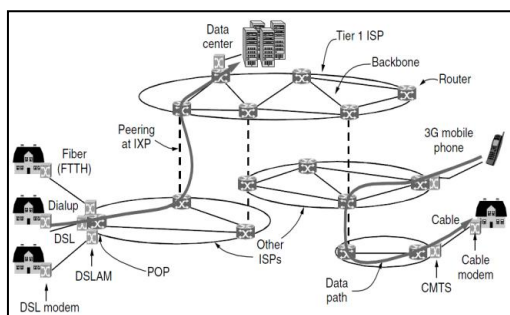 Data
center
Tier 1 ISP
Backbone
Router
Peering
at IXP
3G mobile
phone
Fiber
(FTTH)
Dialup
DSL
Other
ISPs
Cable
POP
DSLAM
DSL modem
Data
path
CMTS
Cable
modem